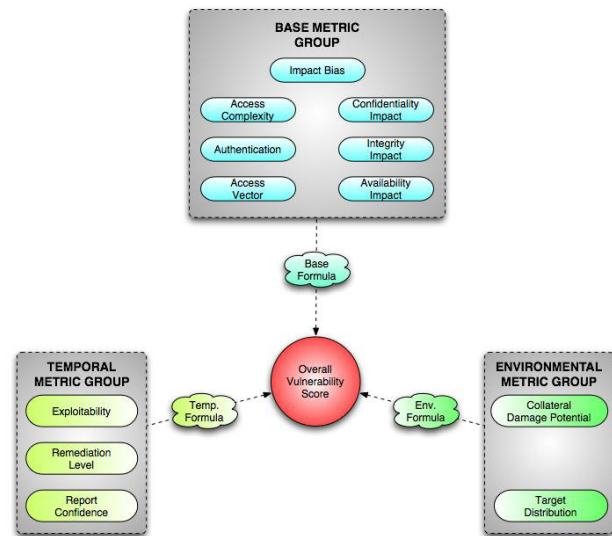 BASE METRIC
GROUP
Impact Bias
Access
Complexity
Confidentiality
Impact
Authentication
Integrity
Impact
Access
Vector
Availability
Impact
Base
Formula
TEMPORAL
METRIC GROUP
Exploitability
Remediation
Level
Report
Confidence
Temp.
Formula
Overall
Vulnerability
Score
Env.
Formula
ENVIRONMENTAL
METRIC GROUP
Collateral
Damage Potential
Target
Distribution